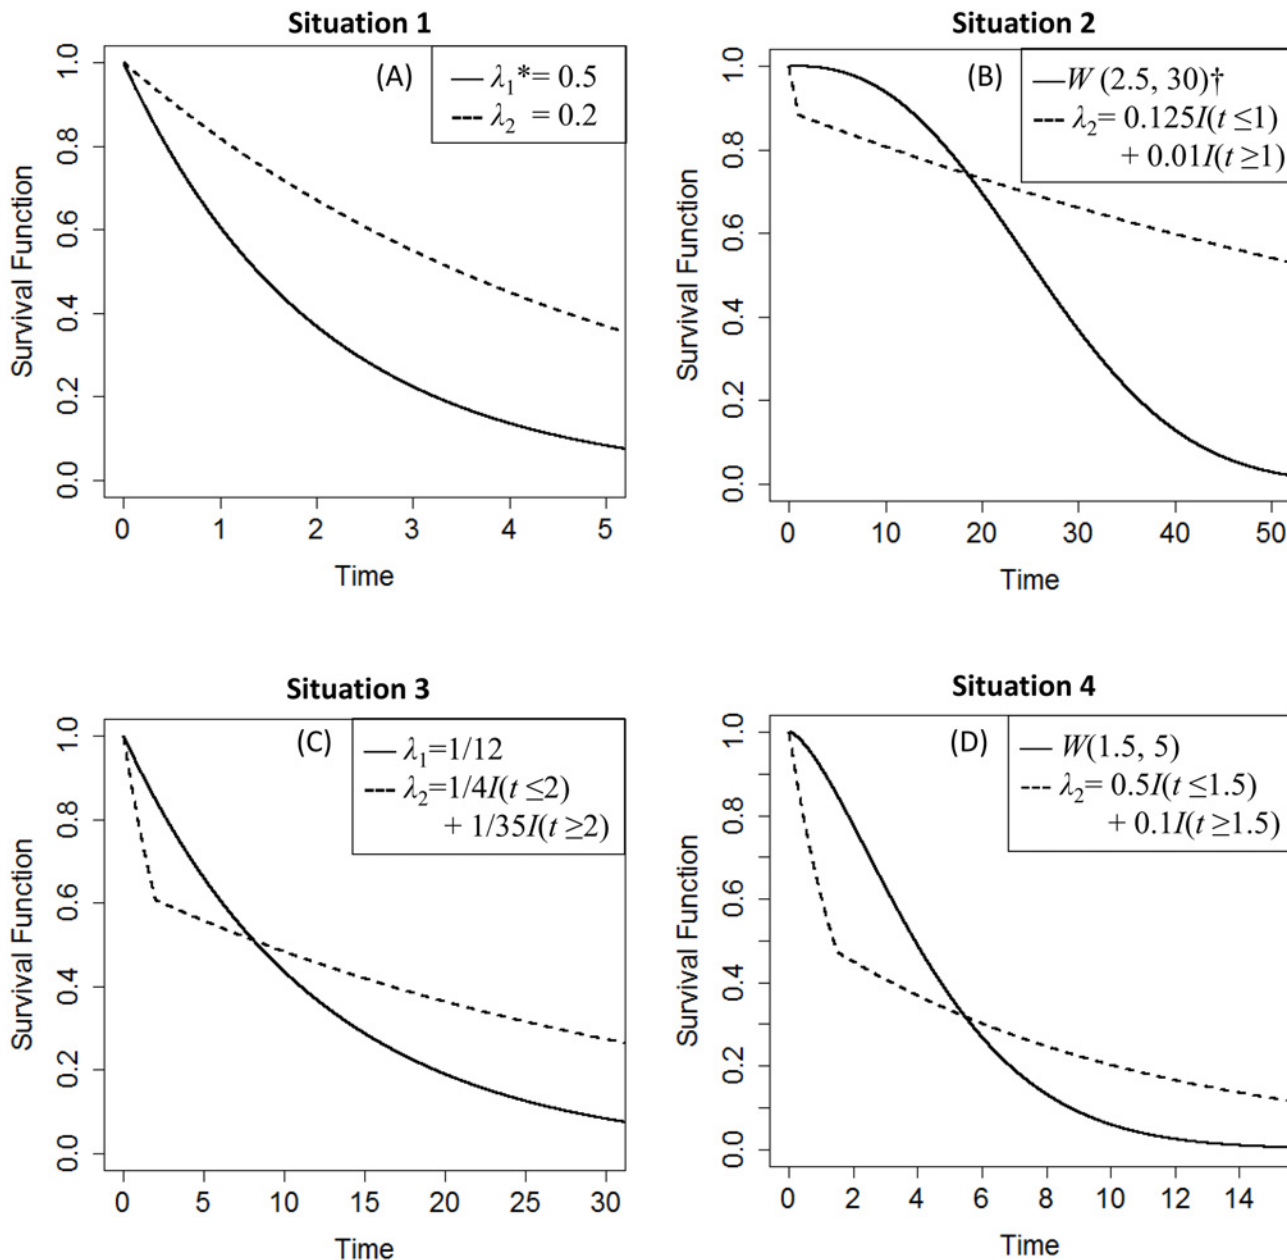 Situation 1
(A)
λ1*= 0.5
λ2 = 0.2
Survival Function
0.0 0.2 0.4 0.6 0.8 1.0
0 1 2 3 4 5
Time
Situation 2
(B)
W (2.5, 30)†
λ2= 0.125I(t ≤1)
+ 0.01I(t ≥1)
Survival Function
0.0 0.2 0.4 0.6 0.8 1.0
0 10 20 30 40 50
Time
Situation 3
(C)
λ1=1/12
λ2=1/4I(t ≤2)
+ 1/35I(t ≥2)
Survival Function
0.0 0.2 0.4 0.6 0.8 1.0
0 5 10 15 20 25 30
Time
Situation 4
(D)
W(1.5, 5)
λ2= 0.5I(t ≤1.5)
+ 0.1I(t ≥1.5)
Survival Function
0.0 0.2 0.4 0.6 0.8 1.0
0 2 4 6 8 10 12 14
Time